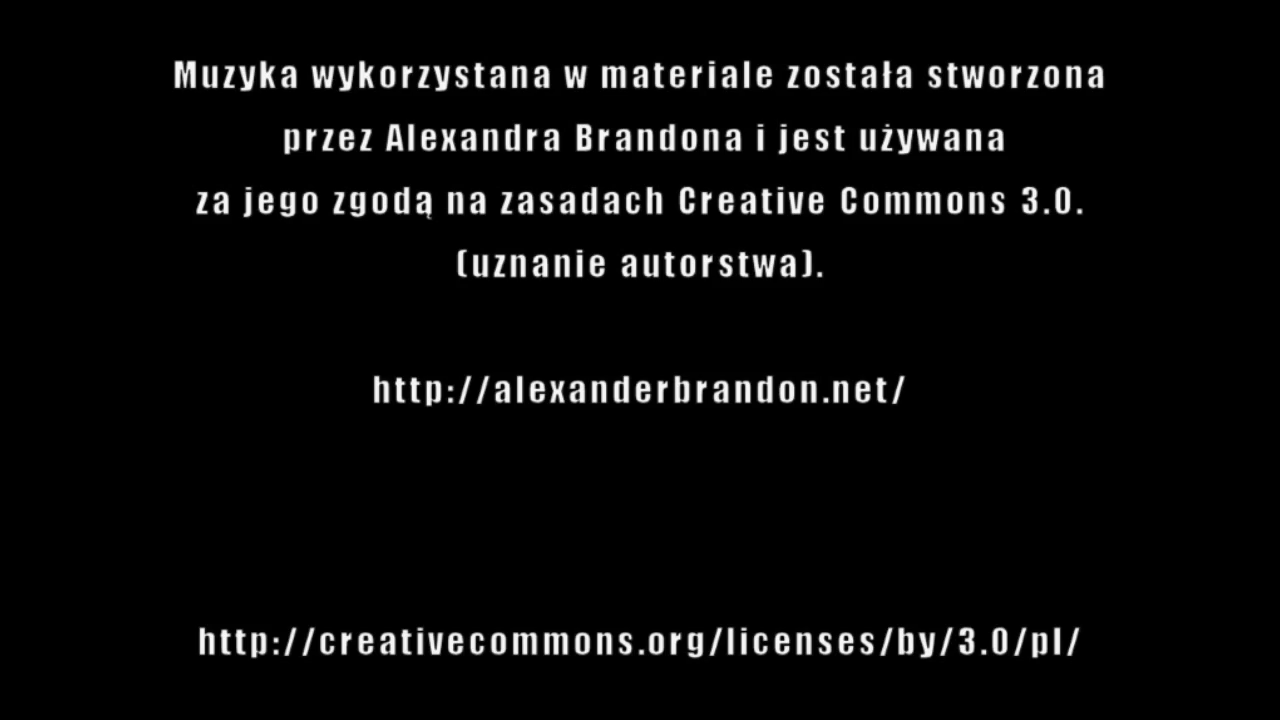 Muzyka wykorzystana w materiale została stworzona
przez Alexandra Brandona i jest używana
za jego zgodą na zasadach Creative Commons 3.0.
(uznanie autorstwa).
http://alexanderbrandon.net/
http://creativecommons.org/licenses/by/3.0/pl/